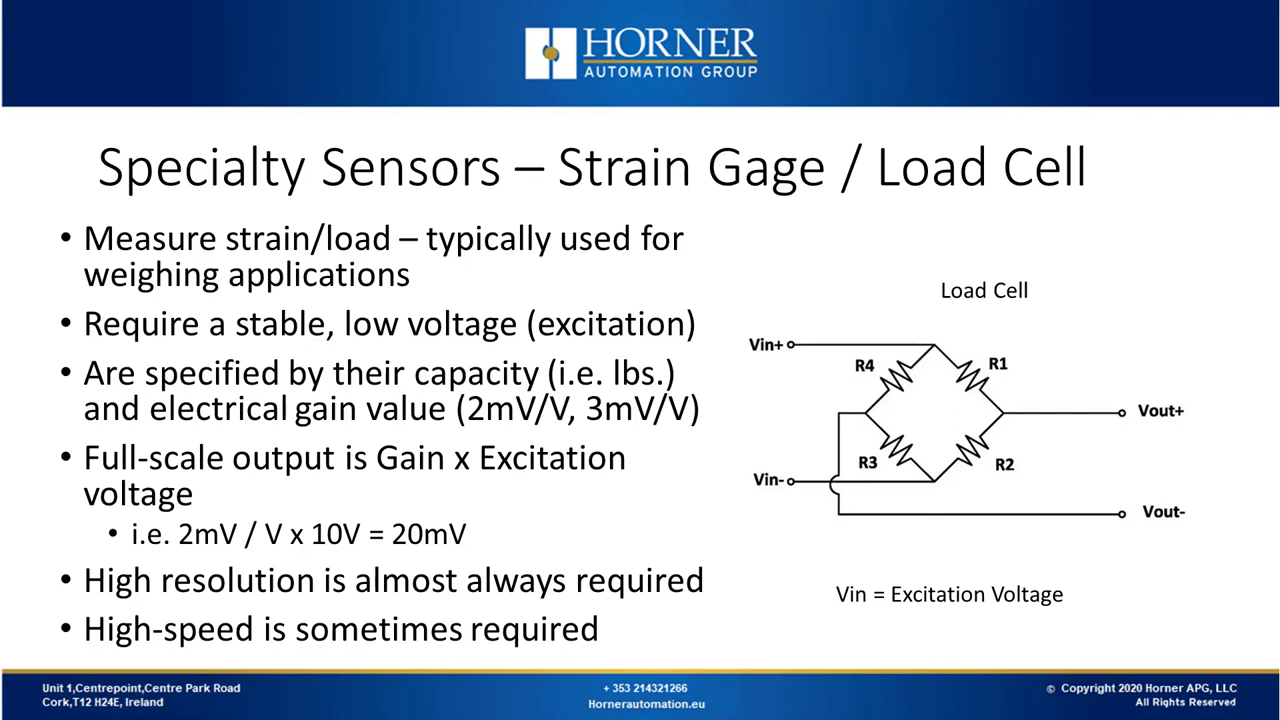 HORNER
AUTOMATION GROUP
Specialty Sensors – Strain Gage / Load Cell
• Measure strain/load – typically used for
weighing applications
• Require a stable, low voltage (excitation)
• Are specified by their capacity (i.e. lbs.)
and electrical gain value (2mV/V, 3mV/V)
• Full-scale output is Gain x Excitation
voltage
• i.e. 2mV / V x 10V = 20mV
• High resolution is almost always required
• High-speed is sometimes required
Load Cell
Vin+
R4
R1
Vout+
R3
R2
Vin-
Vout-
Vin = Excitation Voltage
Unit 1,Centrepoint,Centre Park Road
Cork,T12 H24E, Ireland
+ 353 214321266
Hornerautomation.eu
© Copyright 2020 Horner APG, LLC
All Rights Reserved